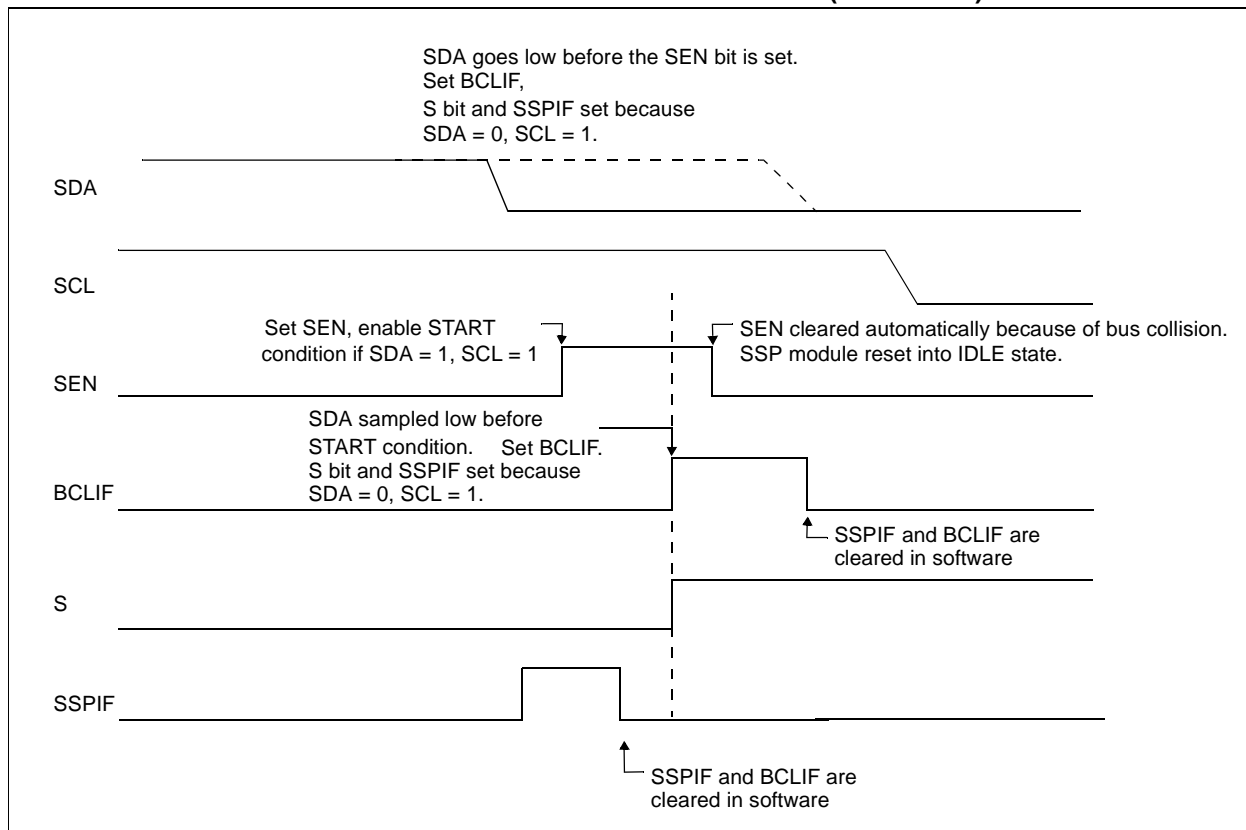 SDA goes low before the SEN bit is set.
Set BCLIF,
S bit and SSPIF set because
SDA = 0, SCL = 1.
SDA
SCL
Set SEN, enable START
condition if SDA = 1, SCL = 1
SEN cleared automatically because of bus collision.
SSP module reset into IDLE state.
SEN
SDA sampled low before
START condition. Set BCLIF.
S bit and SSPIF set because
SDA = 0, SCL = 1.
BCLIF
SSPIF and BCLIF are
cleared in software
S
SSPIF
SSPIF and BCLIF are
cleared in software